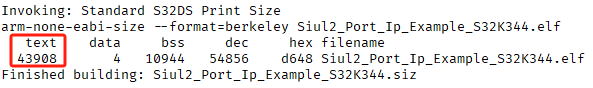 Invoking: Standard S32DS Print Size
arm-none-eabi-size --format=berkeley Siul2_Port_Ip_Example_S32K344.elf
text data bss dec hex filename
43908 4 10944 54856 d648 Siul2_Port_Ip_Example_S32K344.elf
Finished building: Siul2_Port_Ip_Example_S32K344.siz